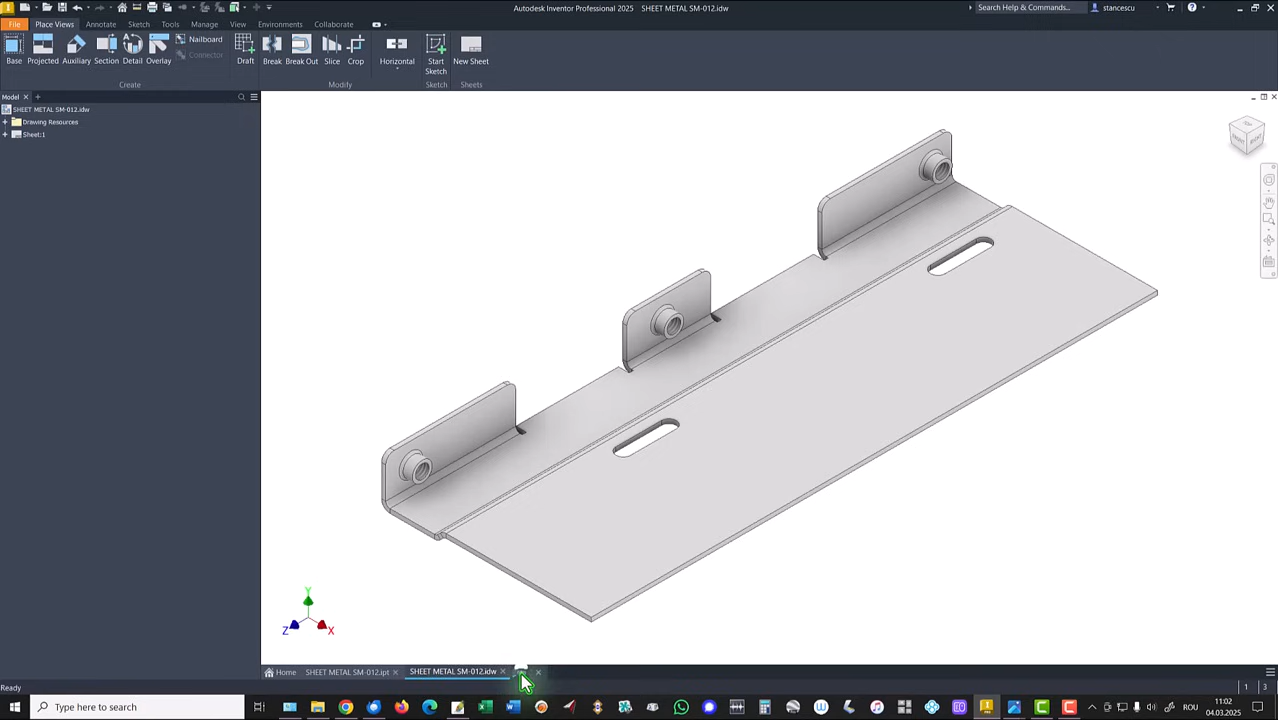 Autodesk Inventor Professional 2025 SHEET METAL SM-012.idw
Search Help & Commands...
stancescu
File Place Views Annotate Sketch Tools Manage View Environments Collaborate
Base
Projected
Auxiliary
Section
Detail
Overlay
Nailboard
Connector
Draft
Break
Break Out
Slice
Crop
Horizontal
Start
Sketch
New Sheet
Create
Modify
Sketch
Sheets
Model
SHEET METAL SM-012.idw
Drawing Resources
Sheet:1
TOP
FRONT
RIGHT
Y
Z
X
Home
SHEET METAL SM-012.ipt
SHEET METAL SM-012.idw
Ready
1
3
Type here to search
ROU
11:02
04.03.2025